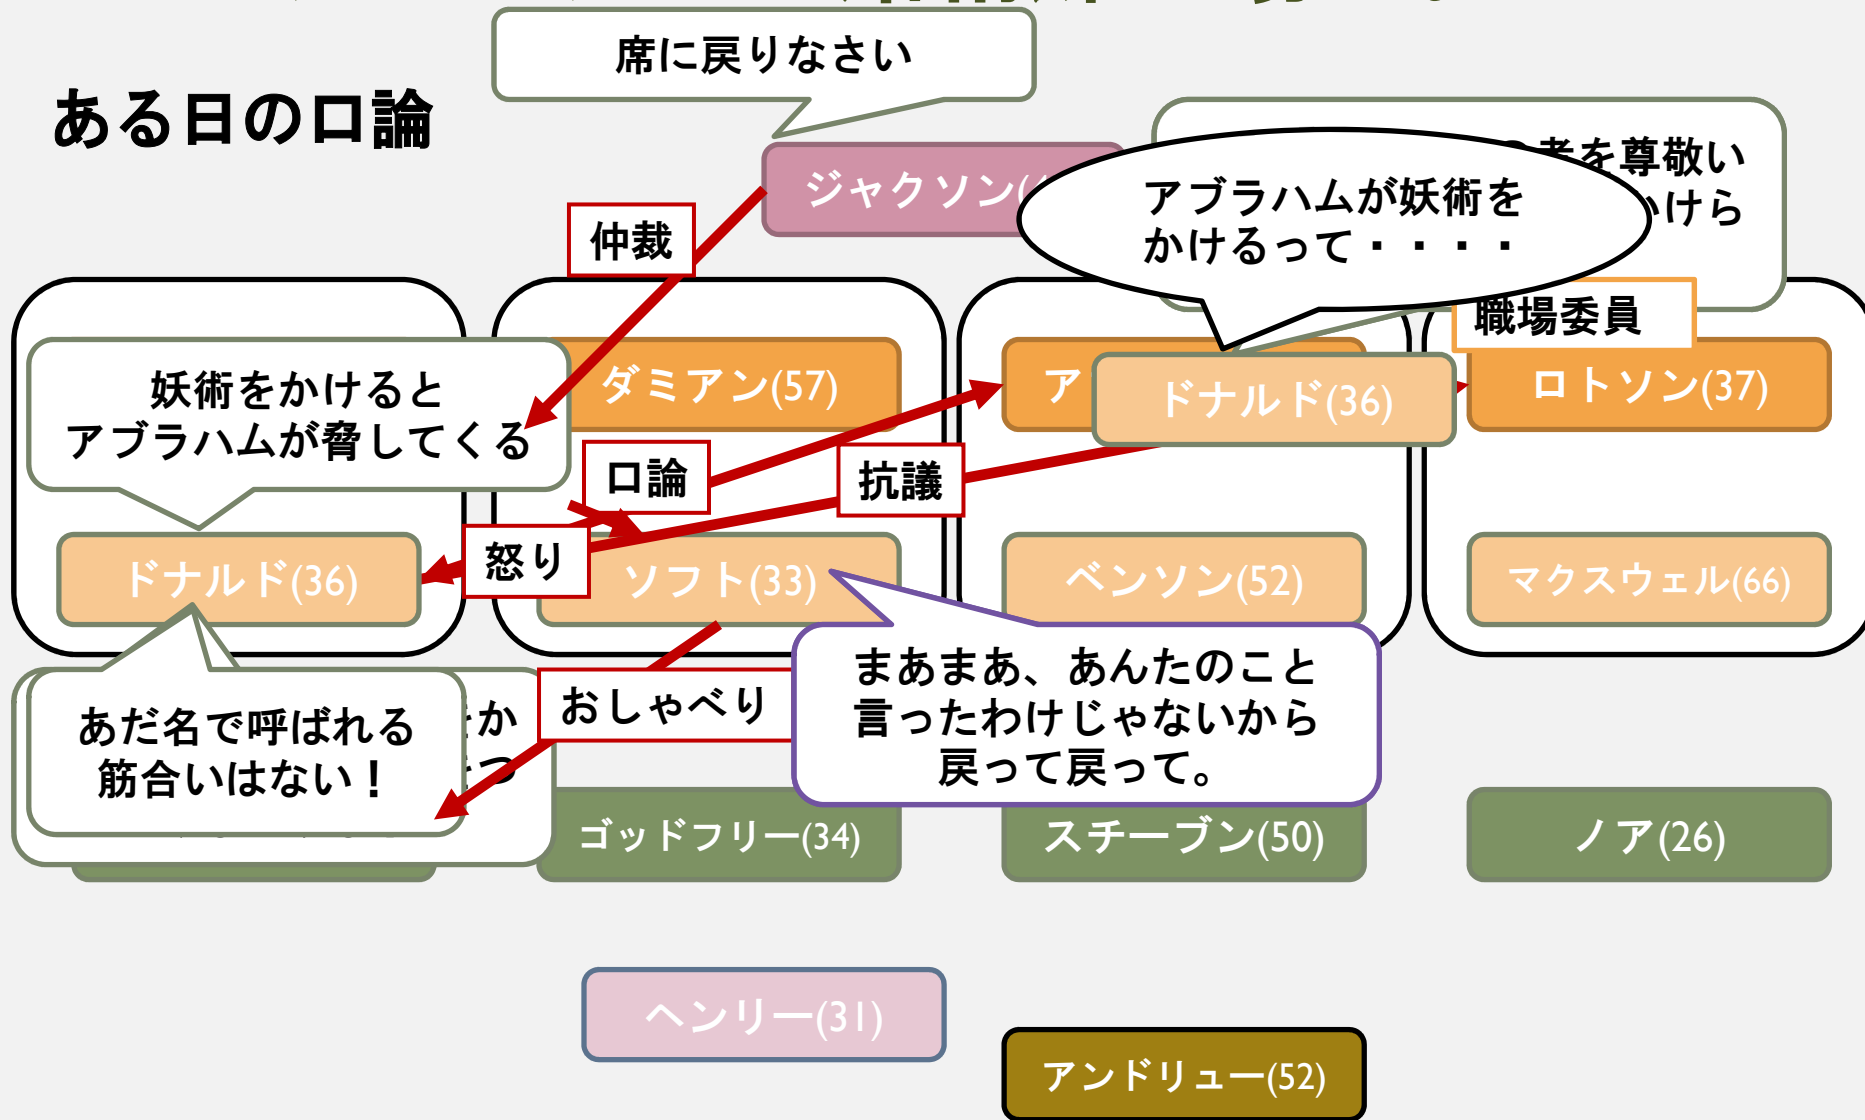 席に戻りなさい
ある日の口論
者を尊敬い
けら
ジャクソン(
アブラハムが妖術を
かけるって・・・・
仲裁
職場委員
妖術をかけると
アブラハムが脅してくる
ダミアン(57)
ア
ドナルド(36)
ロトソン(37)
口論
抗議
怒り
ドナルド(36)
ソフト(33)
ベンソン(52)
マクスウェル(66)
あだ名で呼ばれる
筋合いはない！
か
つ
おしゃべり
まあまあ、あんたのこと
言ったわけじゃないから
戻って戻って。
ゴッドフリー(34)
スチーブン(50)
ノア(26)
ヘンリー(31)
アンドリュー(52)